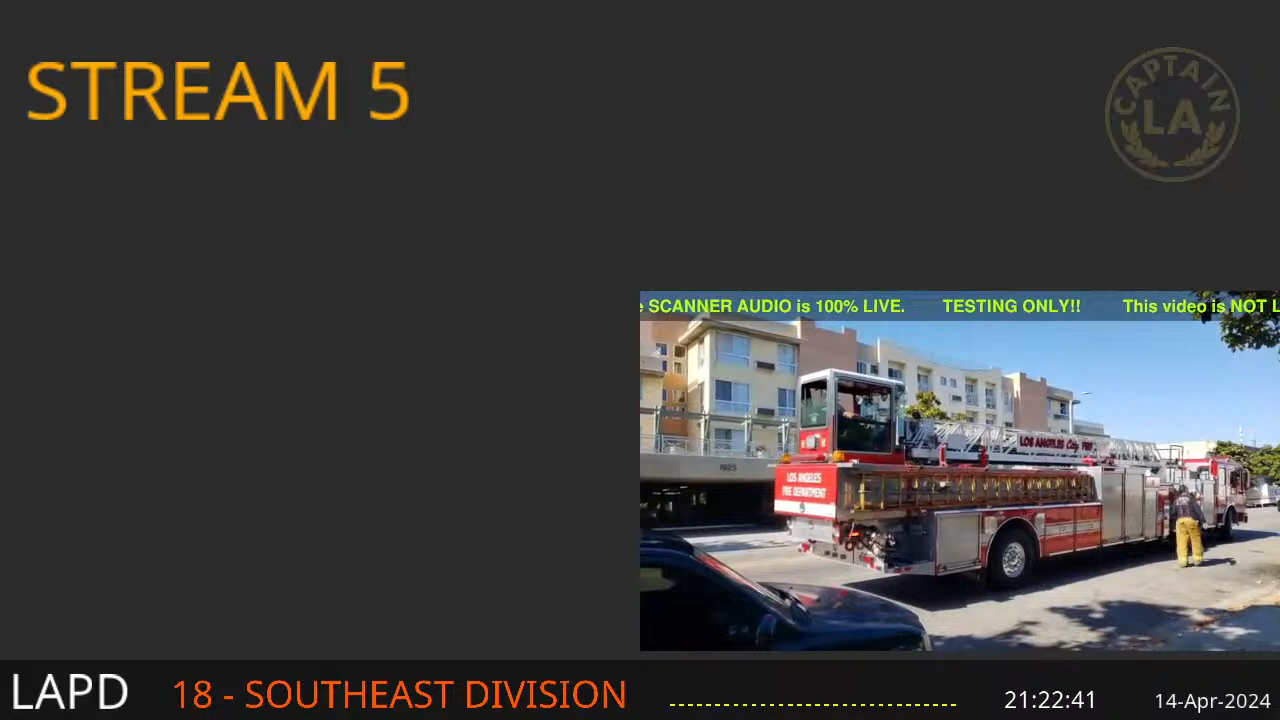 STREAM 5
CAPTAIN
LA
SCANNER AUDIO is 100% LIVE. TESTING ONLY!! This video is NOT
LOS ANGELES City FIRE
1925
LOS ANGELES
FIRE DEPARTMENT
LAPD 18 - SOUTHEAST DIVISION 21:22:41 14-Apr-2024